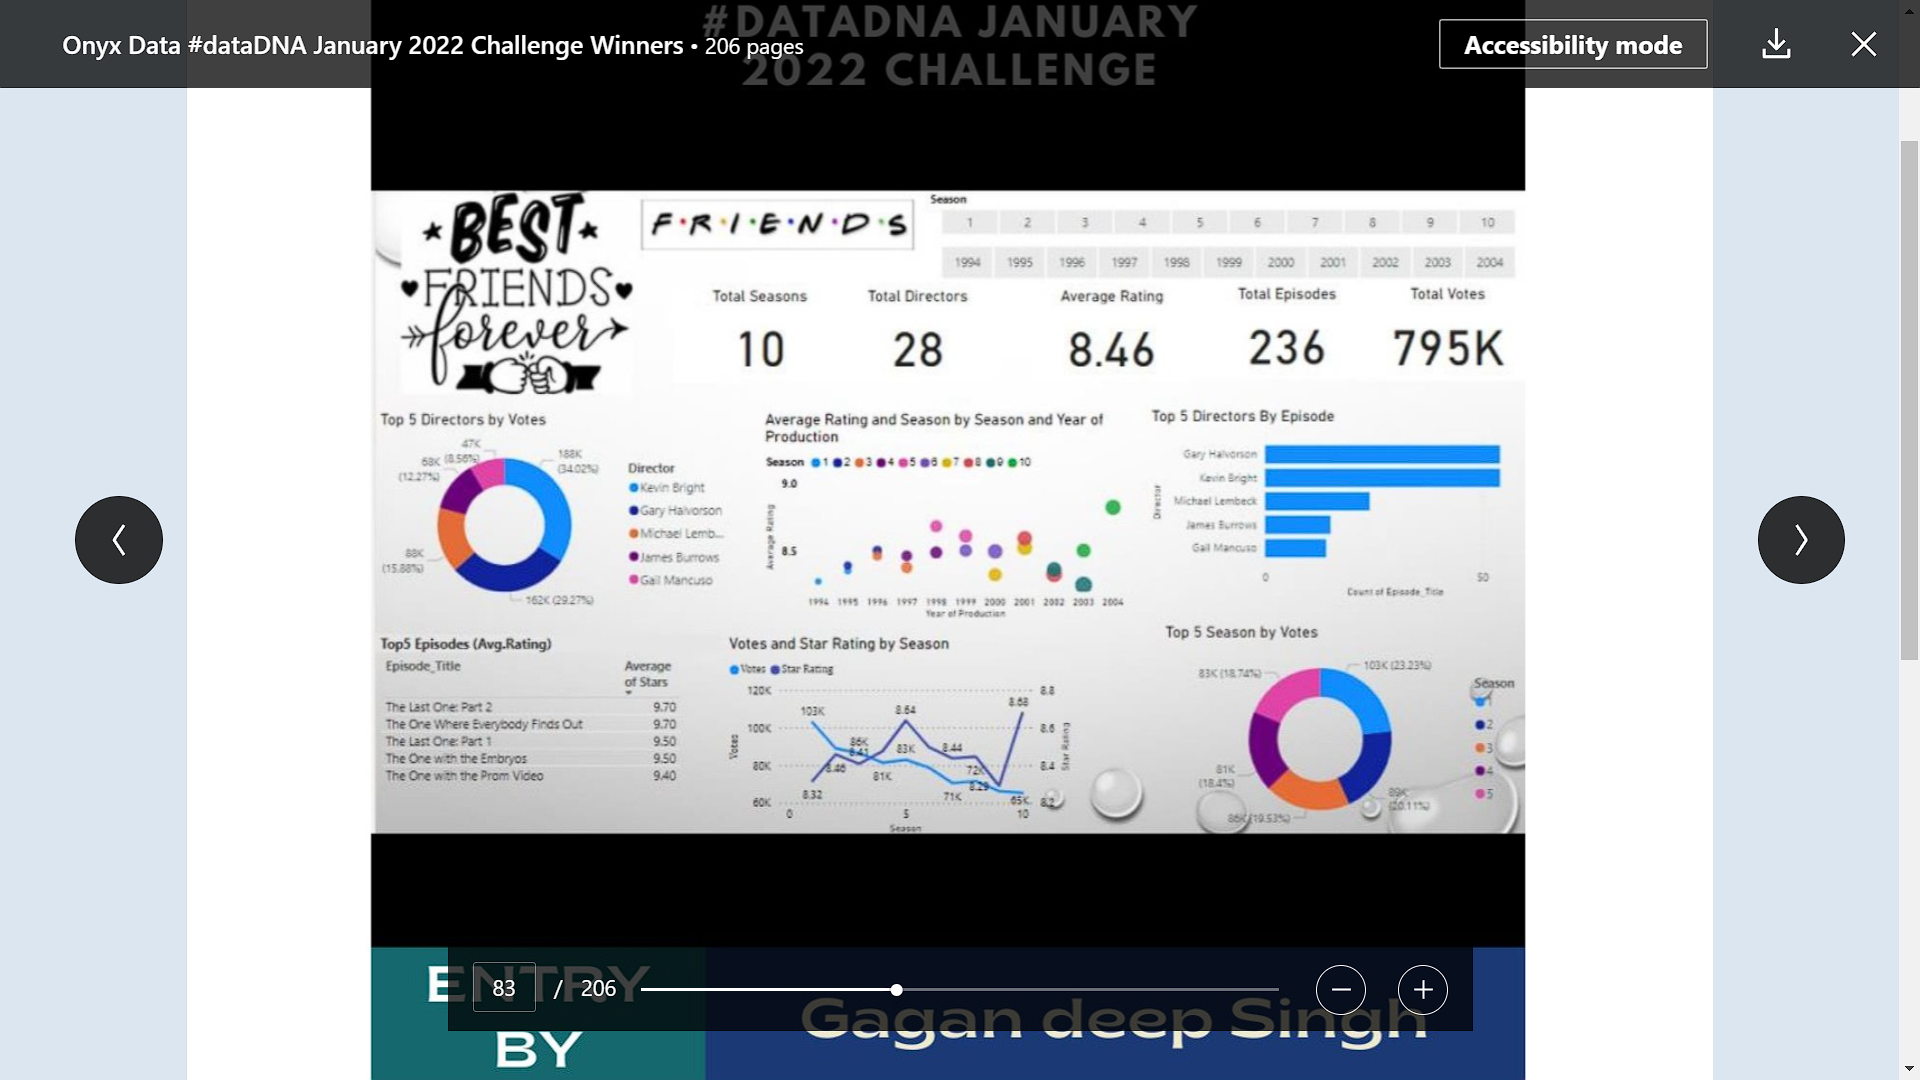 #DATADNA JANUARY
2022 CHALLENGE
Onyx Data #dataDNA January 2022 Challenge Winners • 206 pages
Accessibility mode
BEST
FRIENDS
forever
F·R·I·E·N·D·S
Season
1 2 3 4 5 6 7 8 9 10
1994 1995 1996 1997 1998 1999 2000 2001 2002 2003 2004
Total Seasons
10
Total Directors
28
Average Rating
8.46
Total Episodes
236
Total Votes
795K
Top 5 Directors by Votes
47K
(8.56%)
68K
(12.27%)
188K
(34.02%)
88K
(15.88%)
162K (29.27%)
Director
Kevin Bright
Gary Halvorson
Michael Lemb...
James Burrows
Gail Mancuso
Average Rating and Season by Season and Year of
Production
Season 1 2 3 4 5 6 7 8 9 10
9.0
8.5
Average Rating
1994 1995 1996 1997 1998 1999 2000 2001 2002 2003 2004
Year of Production
Top 5 Directors By Episode
Director
Gary Halvorson
Kevin Bright
Michael Lembeck
James Burrows
Gail Mancuso
0 50
Count of Episode_Title
Top5 Episodes (Avg.Rating)
Episode_Title Average
of Stars
The Last One: Part 2 9.70
The One Where Everybody Finds Out 9.70
The Last One: Part 1 9.50
The One with the Embryos 9.50
The One with the Prom Video 9.40
Votes and Star Rating by Season
Votes Star Rating
120K
100K
80K
60K
Votes
8.8
8.6
8.4
8.2
Star Rating
103K
8.64
8.68
86K
8.41
83K
8.44
8.46
81K
72K
8.29
8.32
71K
65K
0 5 10
Season
Top 5 Season by Votes
83K (18.74%)
103K (23.23%)
81K
(18.4%)
89K
(20.11%)
86K (19.53%)
Season
1
2
3
4
5
ENTRY
BY
83 / 206
Gagan deep Singh